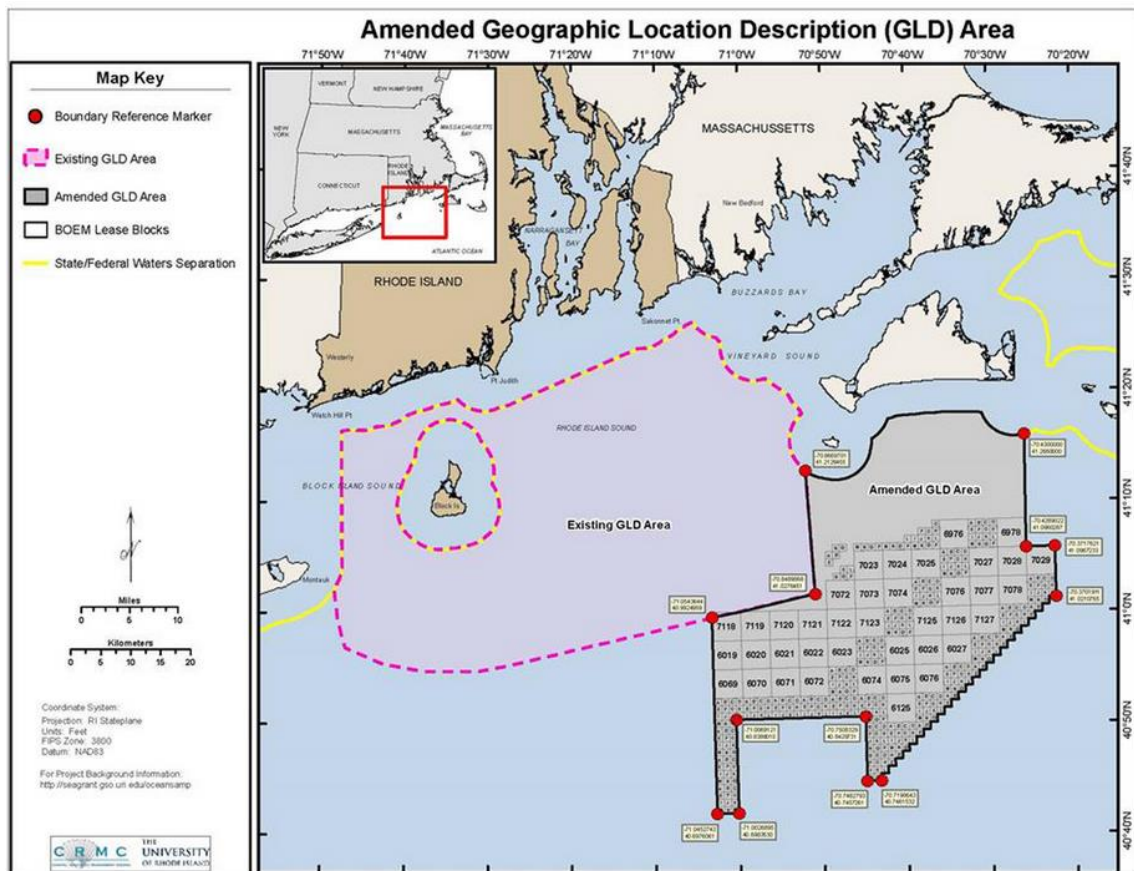 Amended Geographic Location Description (GLD) Area
71°50'W 71°40'W 71°30'W 71°20'W 71°10'W 71°0'W 70°50'W 70°40'W 70°30'W 70°20'W
Map Key
Boundary Reference Marker
Existing GLD Area
Amended GLD Area
BOEM Lease Blocks
State/Federal Waters Separation
VERMONT
NEW HAMPSHIRE
NEW YORK
MASSACHUSETTS
MASSACHUSETTS BAY
CONNECTICUT
RHODE ISLAND
ATLANTIC OCEAN
MASSACHUSSETTS
New Bedford
NARRAGANSETT BAY
RHODE ISLAND
BUZZARDS BAY
Sakonnet Pt.
VINEYARD SOUND
Westerly
Pt Judith
Watch Hill Pt
RHODE ISLAND SOUND
BLOCK ISLAND SOUND
Block Is
Montauk
Existing GLD Area
Amended GLD Area
41°40'N
41°30'N
41°20'N
41°10'N
41°0'N
40°50'N
40°40'N
6976 6978
7023 7024 7025 7027 7028 7029
7072 7073 7074 7076 7077 7078
7118 7119 7120 7121 7122 7123 7125 7126 7127
6019 6020 6021 6022 6023 6025 6026 6027
6069 6070 6071 6072 6074 6075 6076
6125
N
Miles
0 5 10 20
Kilometers
0 5 10 20
Coordinate System:
Projection: RI Stateplane
Units: Feet
FIPS Zone: 3800
Datum: NAD83
For Project Background Information:
http://seagrant.gso.uri.edu/oceansamp
CRMC
THE
UNIVERSITY
OF RHODE ISLAND